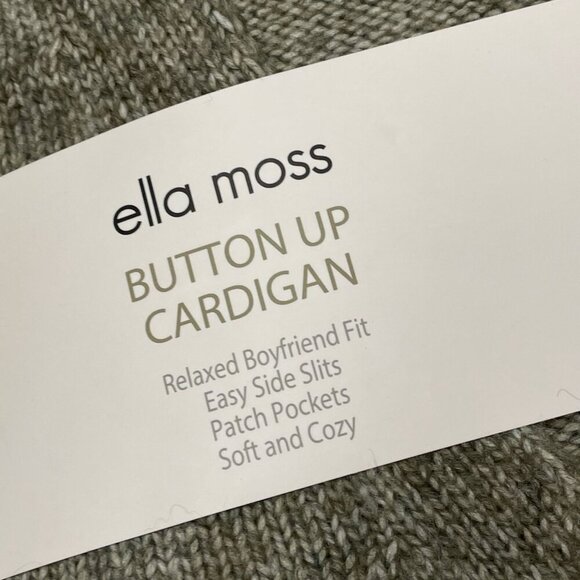 ella moss
BUTTON UP
CARDIGAN
Relaxed Boyfriend Fit
Easy Side Slits
Patch Pockets
Soft and Cozy